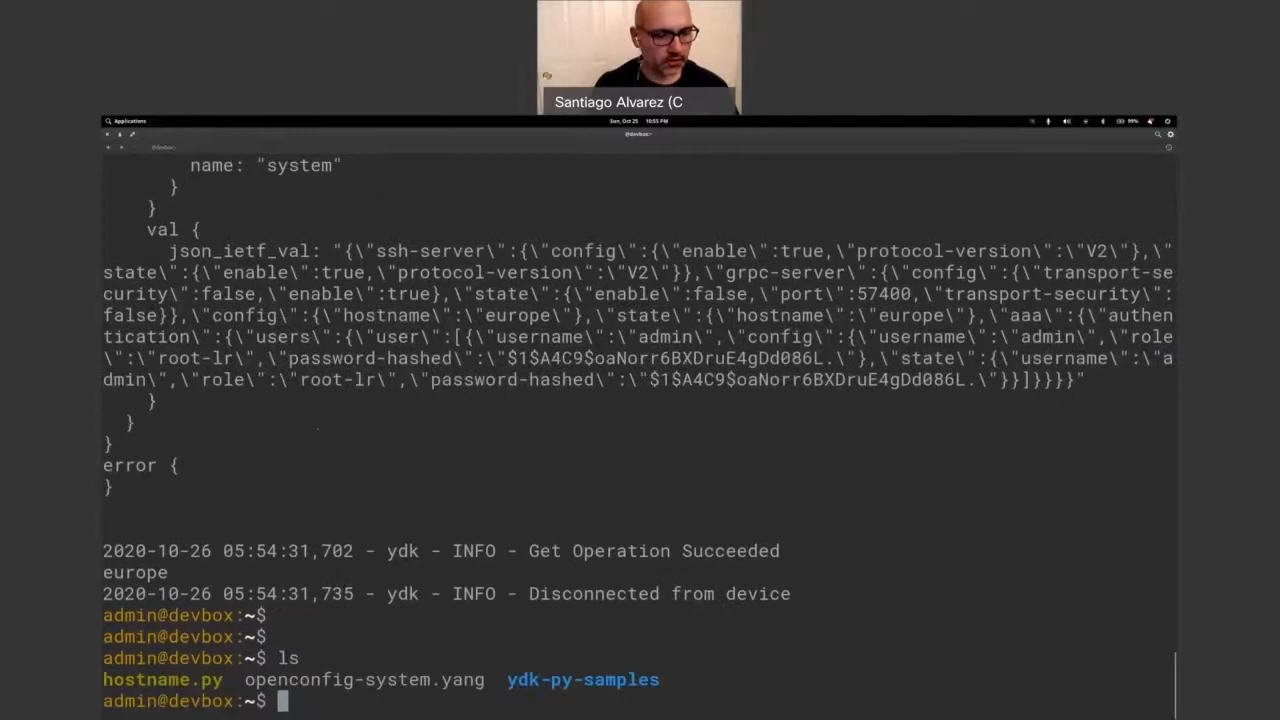 Santiago Alvarez (C
Applications
Sun, Oct 25 10:55 PM
99%
@devbox:~
@devbox:~
name: "system"
}
}
val {
json_ietf_val: "{\"ssh-server\":{\"config\":{\"enable\":true,\"protocol-version\":\"V2\"},\"
state\":{\"enable\":true,\"protocol-version\":\"V2\"}},\"grpc-server\":{\"config\":{\"transport-se
curity\":false,\"enable\":true},\"state\":{\"enable\":false,\"port\":57400,\"transport-security\":
false}},\"config\":{\"hostname\":\"europe\"},\"state\":{\"hostname\":\"europe\"},\"aaa\":{\"authen
tication\":{\"users\":{\"user\":[{\"username\":\"admin\",\"config\":{\"username\":\"admin\",\"role
\":\"root-lr\",\"password-hashed\":\"$1$A4C9$oaNorr6BXDruE4gDd086L.\"},\"state\":{\"username\":\"a
dmin\",\"role\":\"root-lr\",\"password-hashed\":\"$1$A4C9$oaNorr6BXDruE4gDd086L.\"}}]}}}}"
}
}
}
error {
}
2020-10-26 05:54:31,702 - ydk - INFO - Get Operation Succeeded
europe
2020-10-26 05:54:31,735 - ydk - INFO - Disconnected from device
admin@devbox:~$
admin@devbox:~$
admin@devbox:~$ ls
hostname.py openconfig-system.yang ydk-py-samples
admin@devbox:~$